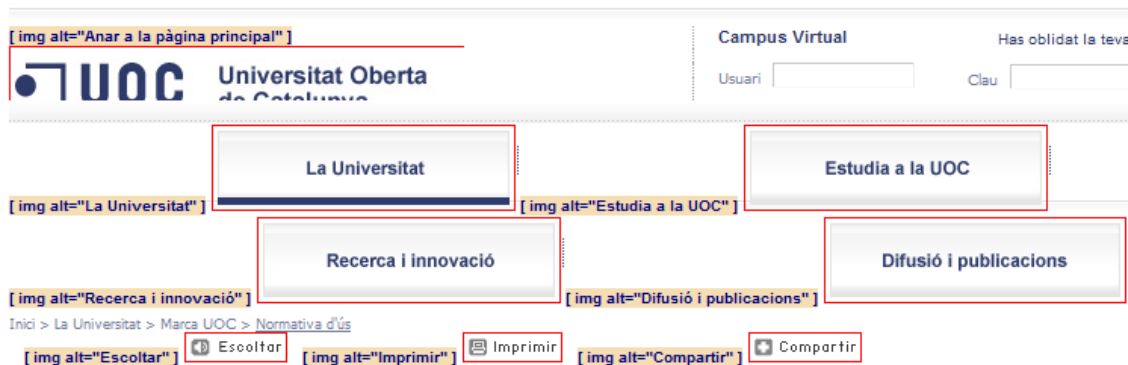 [ img alt="Anar a la pàgina principal" ]
Campus Virtual
Has oblidat la teva
UOC
Universitat Oberta
de Catalunya
Usuari
Clau
La Universitat
Estudia a la UOC
[ img alt="La Universitat" ]
[ img alt="Estudia a la UOC" ]
Recerca i innovació
Difusió i publicacions
[ img alt="Recerca i innovació" ]
[ img alt="Difusió i publicacions" ]
Inici > La Universitat > Marca UOC > Normativa d'ús
[ img alt="Escoltar" ] Escoltar [ img alt="Imprimir" ] Imprimir [ img alt="Compartir" ] Compartir